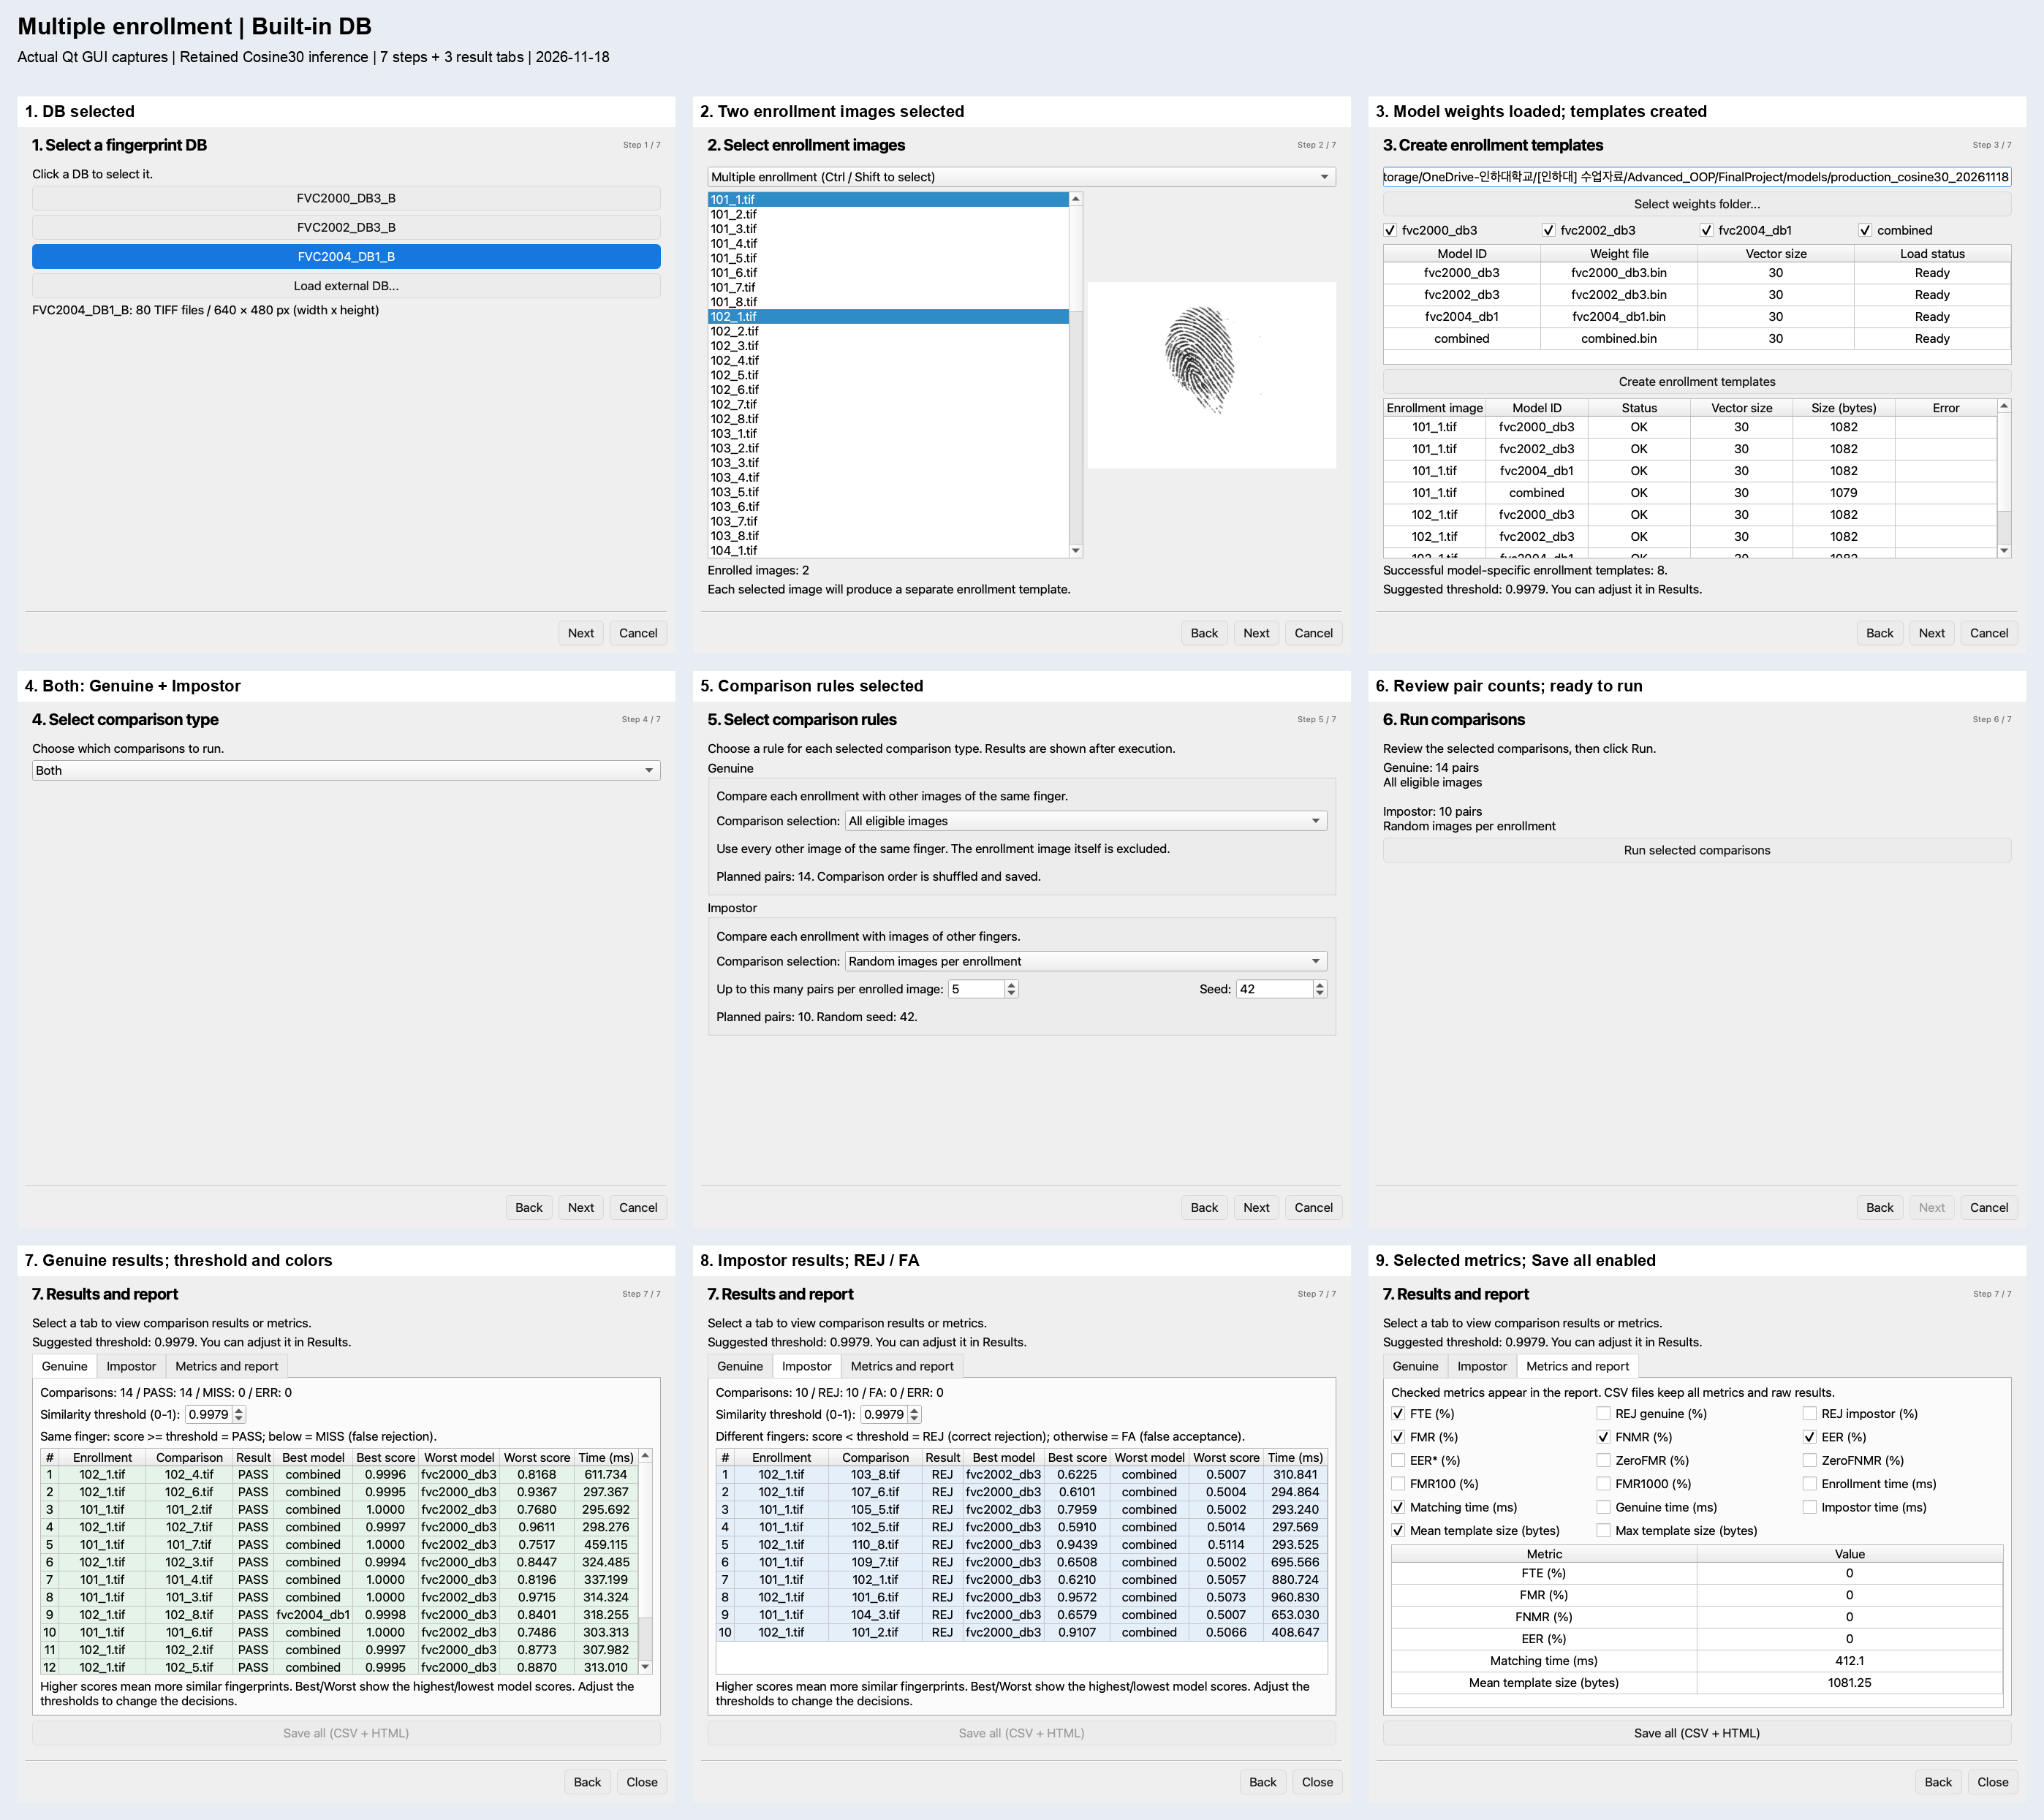 Multiple enrollment | Built-in DB
Actual Qt GUI captures | Retained Cosine30 inference | 7 steps + 3 result tabs | 2026-11-18
1. DB selected
1. Select a fingerprint DB Step 1 / 7
Click a DB to select it.
FVC2000_DB3_B
FVC2002_DB3_B
FVC2004_DB1_B
Load external DB...
FVC2004_DB1_B: 80 TIFF files / 640 × 480 px (width x height)
Next Cancel
2. Two enrollment images selected
2. Select enrollment images Step 2 / 7
Multiple enrollment (Ctrl / Shift to select)
101_1.tif
101_2.tif
101_3.tif
101_4.tif
101_5.tif
101_6.tif
101_7.tif
101_8.tif
102_1.tif
102_2.tif
102_3.tif
102_4.tif
102_5.tif
102_6.tif
102_7.tif
102_8.tif
103_1.tif
103_2.tif
103_3.tif
103_4.tif
103_5.tif
103_6.tif
103_7.tif
103_8.tif
104_1.tif
Enrolled images: 2
Each selected image will produce a separate enrollment template.
Back Next Cancel
3. Model weights loaded; templates created
3. Create enrollment templates Step 3 / 7
torage/OneDrive-인하대학교/[인하대] 수업자료/Advanced_OOP/FinalProject/models/production_cosine30_20261118
Select weights folder...
fvc2000_db3 fvc2002_db3 fvc2004_db1 combined
Model ID Weight file Vector size Load status
fvc2000_db3 fvc2000_db3.bin 30 Ready
fvc2002_db3 fvc2002_db3.bin 30 Ready
fvc2004_db1 fvc2004_db1.bin 30 Ready
combined combined.bin 30 Ready
Create enrollment templates
Enrollment image Model ID Status Vector size Size (bytes) Error
101_1.tif fvc2000_db3 OK 30 1082
101_1.tif fvc2002_db3 OK 30 1082
101_1.tif fvc2004_db1 OK 30 1082
101_1.tif combined OK 30 1079
102_1.tif fvc2000_db3 OK 30 1082
102_1.tif fvc2002_db3 OK 30 1082
102_1.tif fvc2004_db1 OK 30 1082
Successful model-specific enrollment templates: 8.
Suggested threshold: 0.9979. You can adjust it in Results.
Back Next Cancel
4. Both: Genuine + Impostor
4. Select comparison type Step 4 / 7
Choose which comparisons to run.
Both
Back Next Cancel
5. Comparison rules selected
5. Select comparison rules Step 5 / 7
Choose a rule for each selected comparison type. Results are shown after execution.
Genuine
Compare each enrollment with other images of the same finger.
Comparison selection: All eligible images
Use every other image of the same finger. The enrollment image itself is excluded.
Planned pairs: 14. Comparison order is shuffled and saved.
Impostor
Compare each enrollment with images of other fingers.
Comparison selection: Random images per enrollment
Up to this many pairs per enrolled image: 5 Seed: 42
Planned pairs: 10. Random seed: 42.
Back Next Cancel
6. Review pair counts; ready to run
6. Run comparisons Step 6 / 7
Review the selected comparisons, then click Run.
Genuine: 14 pairs
All eligible images
Impostor: 10 pairs
Random images per enrollment
Run selected comparisons
Back Next Cancel
7. Genuine results; threshold and colors
7. Results and report Step 7 / 7
Select a tab to view comparison results or metrics.
Suggested threshold: 0.9979. You can adjust it in Results.
Genuine Impostor Metrics and report
Comparisons: 14 / PASS: 14 / MISS: 0 / ERR: 0
Similarity threshold (0-1): 0.9979
Same finger: score >= threshold = PASS; below = MISS (false rejection).
# Enrollment Comparison Result Best model Best score Worst model Worst score Time (ms)
1 102_1.tif 102_4.tif PASS combined 0.9996 fvc2000_db3 0.8168 611.734
2 102_1.tif 102_6.tif PASS combined 0.9995 fvc2000_db3 0.9367 297.367
3 101_1.tif 101_2.tif PASS combined 1.0000 fvc2002_db3 0.7680 295.692
4 102_1.tif 102_7.tif PASS combined 0.9997 fvc2000_db3 0.9611 298.276
5 101_1.tif 101_7.tif PASS combined 1.0000 fvc2002_db3 0.7517 459.115
6 102_1.tif 102_3.tif PASS combined 0.9994 fvc2000_db3 0.8447 324.485
7 101_1.tif 101_4.tif PASS combined 1.0000 fvc2002_db3 0.8196 337.199
8 101_1.tif 101_3.tif PASS combined 1.0000 fvc2002_db3 0.9715 314.324
9 102_1.tif 102_8.tif PASS fvc2004_db1 0.9998 fvc2000_db3 0.8401 318.255
10 101_1.tif 101_6.tif PASS combined 1.0000 fvc2002_db3 0.7486 303.313
11 102_1.tif 102_2.tif PASS combined 0.9997 fvc2000_db3 0.8773 307.982
12 102_1.tif 102_5.tif PASS combined 0.9995 fvc2000_db3 0.8870 313.010
Higher scores mean more similar fingerprints. Best/Worst show the highest/lowest model scores. Adjust the
thresholds to change the decisions.
Save all (CSV + HTML)
Back Close
8. Impostor results; REJ / FA
7. Results and report Step 7 / 7
Select a tab to view comparison results or metrics.
Suggested threshold: 0.9979. You can adjust it in Results.
Genuine Impostor Metrics and report
Comparisons: 10 / REJ: 10 / FA: 0 / ERR: 0
Similarity threshold (0-1): 0.9979
Different fingers: score < threshold = REJ (correct rejection); otherwise = FA (false acceptance).
# Enrollment Comparison Result Best model Best score Worst model Worst score Time (ms)
1 102_1.tif 103_8.tif REJ fvc2002_db3 0.6225 combined 0.5007 310.841
2 102_1.tif 107_6.tif REJ fvc2000_db3 0.6101 combined 0.5004 294.864
3 101_1.tif 105_5.tif REJ fvc2002_db3 0.7959 combined 0.5002 293.240
4 101_1.tif 102_5.tif REJ fvc2000_db3 0.5910 combined 0.5014 297.569
5 102_1.tif 110_8.tif REJ fvc2000_db3 0.9439 combined 0.5114 293.525
6 101_1.tif 109_7.tif REJ fvc2000_db3 0.6508 combined 0.5002 695.566
7 101_1.tif 102_1.tif REJ fvc2000_db3 0.6210 combined 0.5057 880.724
8 102_1.tif 101_6.tif REJ fvc2000_db3 0.9572 combined 0.5073 960.830
9 101_1.tif 104_3.tif REJ fvc2000_db3 0.6579 combined 0.5007 653.030
10 102_1.tif 101_2.tif REJ fvc2000_db3 0.9107 combined 0.5066 408.647
Higher scores mean more similar fingerprints. Best/Worst show the highest/lowest model scores. Adjust the
thresholds to change the decisions.
Save all (CSV + HTML)
Back Close
9. Selected metrics; Save all enabled
7. Results and report Step 7 / 7
Select a tab to view comparison results or metrics.
Suggested threshold: 0.9979. You can adjust it in Results.
Genuine Impostor Metrics and report
Checked metrics appear in the report. CSV files keep all metrics and raw results.
FTE (%) REJ genuine (%) REJ impostor (%)
FMR (%) FNMR (%) EER (%)
EER* (%) ZeroFMR (%) ZeroFNMR (%)
FMR100 (%) FMR1000 (%) Enrollment time (ms)
Matching time (ms) Genuine time (ms) Impostor time (ms)
Mean template size (bytes) Max template size (bytes)
Metric Value
FTE (%) 0
FMR (%) 0
FNMR (%) 0
EER (%) 0
Matching time (ms) 412.1
Mean template size (bytes) 1081.25
Save all (CSV + HTML)
Back Close